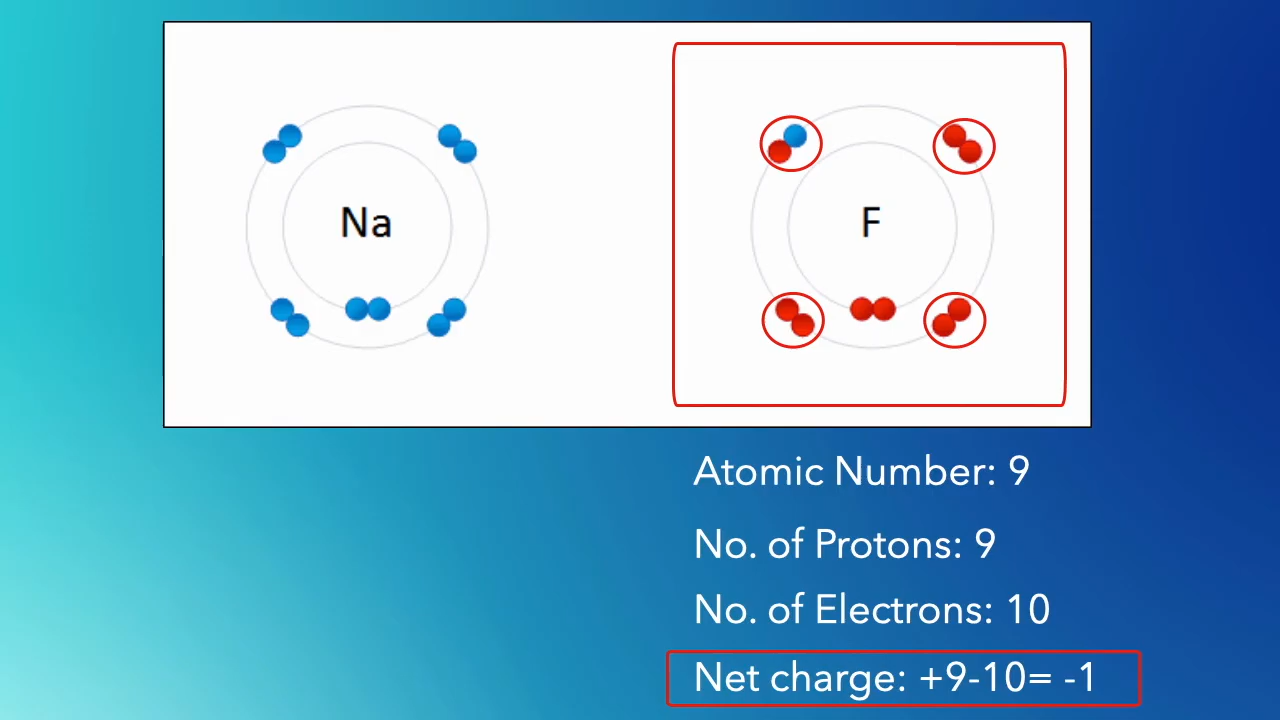 Na
F
Atomic Number: 9
No. of Protons: 9
No. of Electrons: 10
Net charge: +9-10= -1